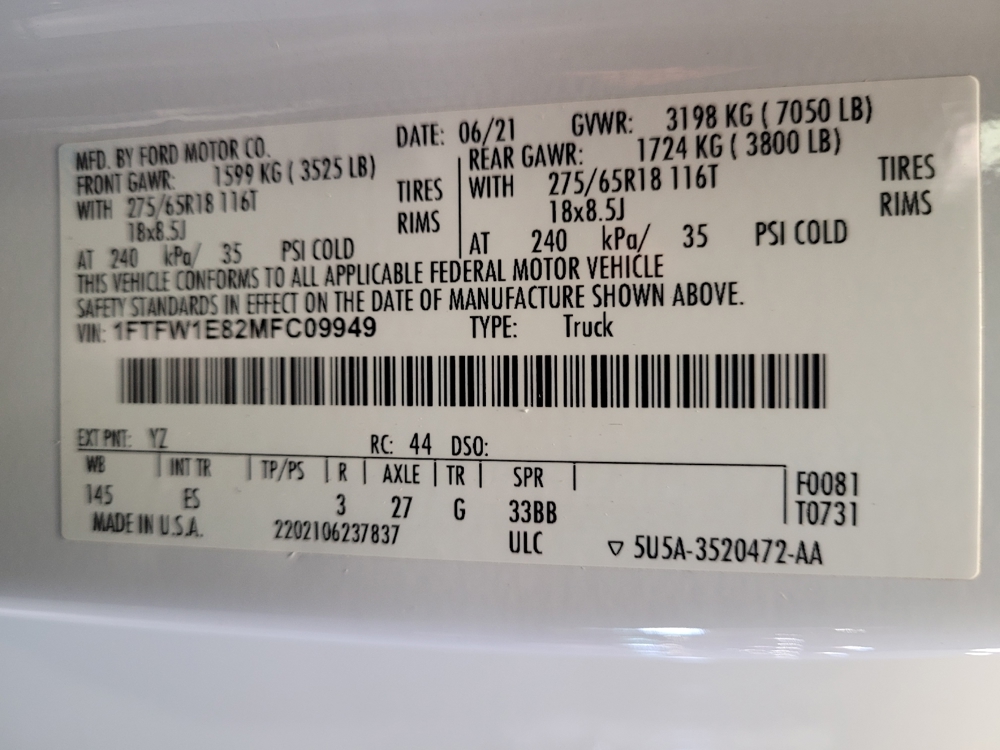 MFD. BY FORD MOTOR CO. DATE: 06/21 GVWR: 3198 KG ( 7050 LB)
FRONT GAWR: 1599 KG ( 3525 LB) REAR GAWR: 1724 KG ( 3800 LB)
WITH 275/65R18 116T TIRES WITH 275/65R18 116T TIRES
18x8.5J RIMS 18x8.5J RIMS
AT 240 kPa/ 35 PSI COLD AT 240 kPa/ 35 PSI COLD
THIS VEHICLE CONFORMS TO ALL APPLICABLE FEDERAL MOTOR VEHICLE
SAFETY STANDARDS IN EFFECT ON THE DATE OF MANUFACTURE SHOWN ABOVE.
VIN: 1FTFW1E82MFC09949 TYPE: Truck
EXT PNT: YZ RC: 44 DSO:
WB INT TR TP/PS R AXLE TR SPR F0081
145 ES 3 27 G 33BB T0731
MADE IN U.S.A. 2202106237837 ULC ▽ 5U5A-3520472-AA